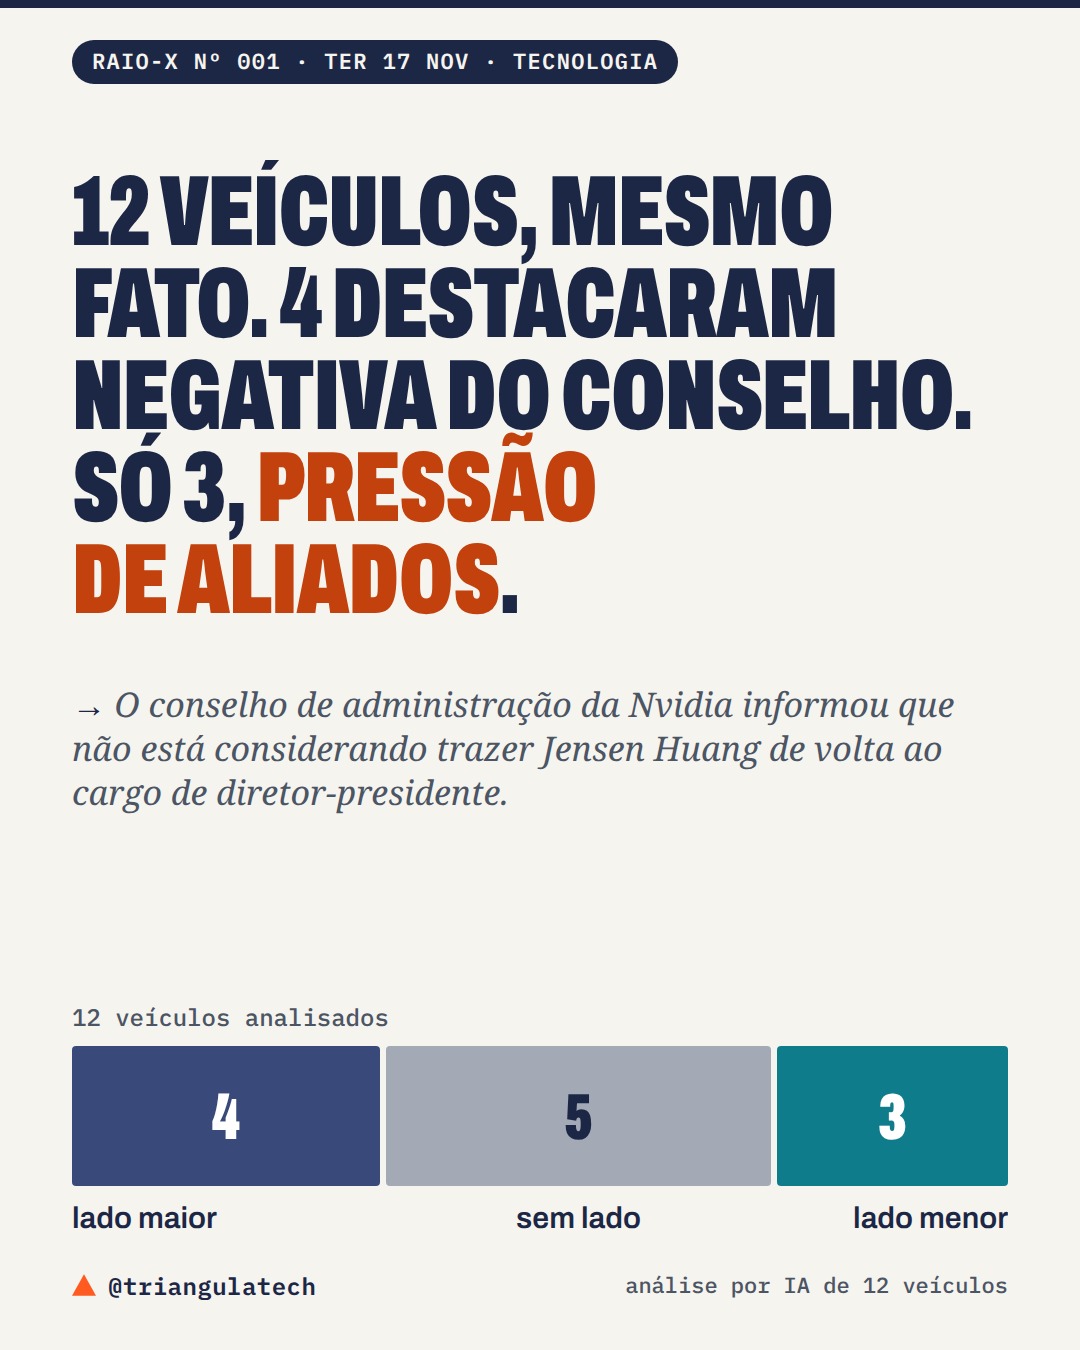 RAIO-X Nº 001 · TER 17 NOV · TECNOLOGIA
12 VEÍCULOS, MESMO
FATO. 4 DESTACARAM
NEGATIVA DO CONSELHO.
SÓ 3, PRESSÃO
DE ALIADOS.
→ O conselho de administração da Nvidia informou que
não está considerando trazer Jensen Huang de volta ao
cargo de diretor-presidente.
12 veículos analisados
4
5
3
lado maior
sem lado
lado menor
@triangulatech
análise por IA de 12 veículos